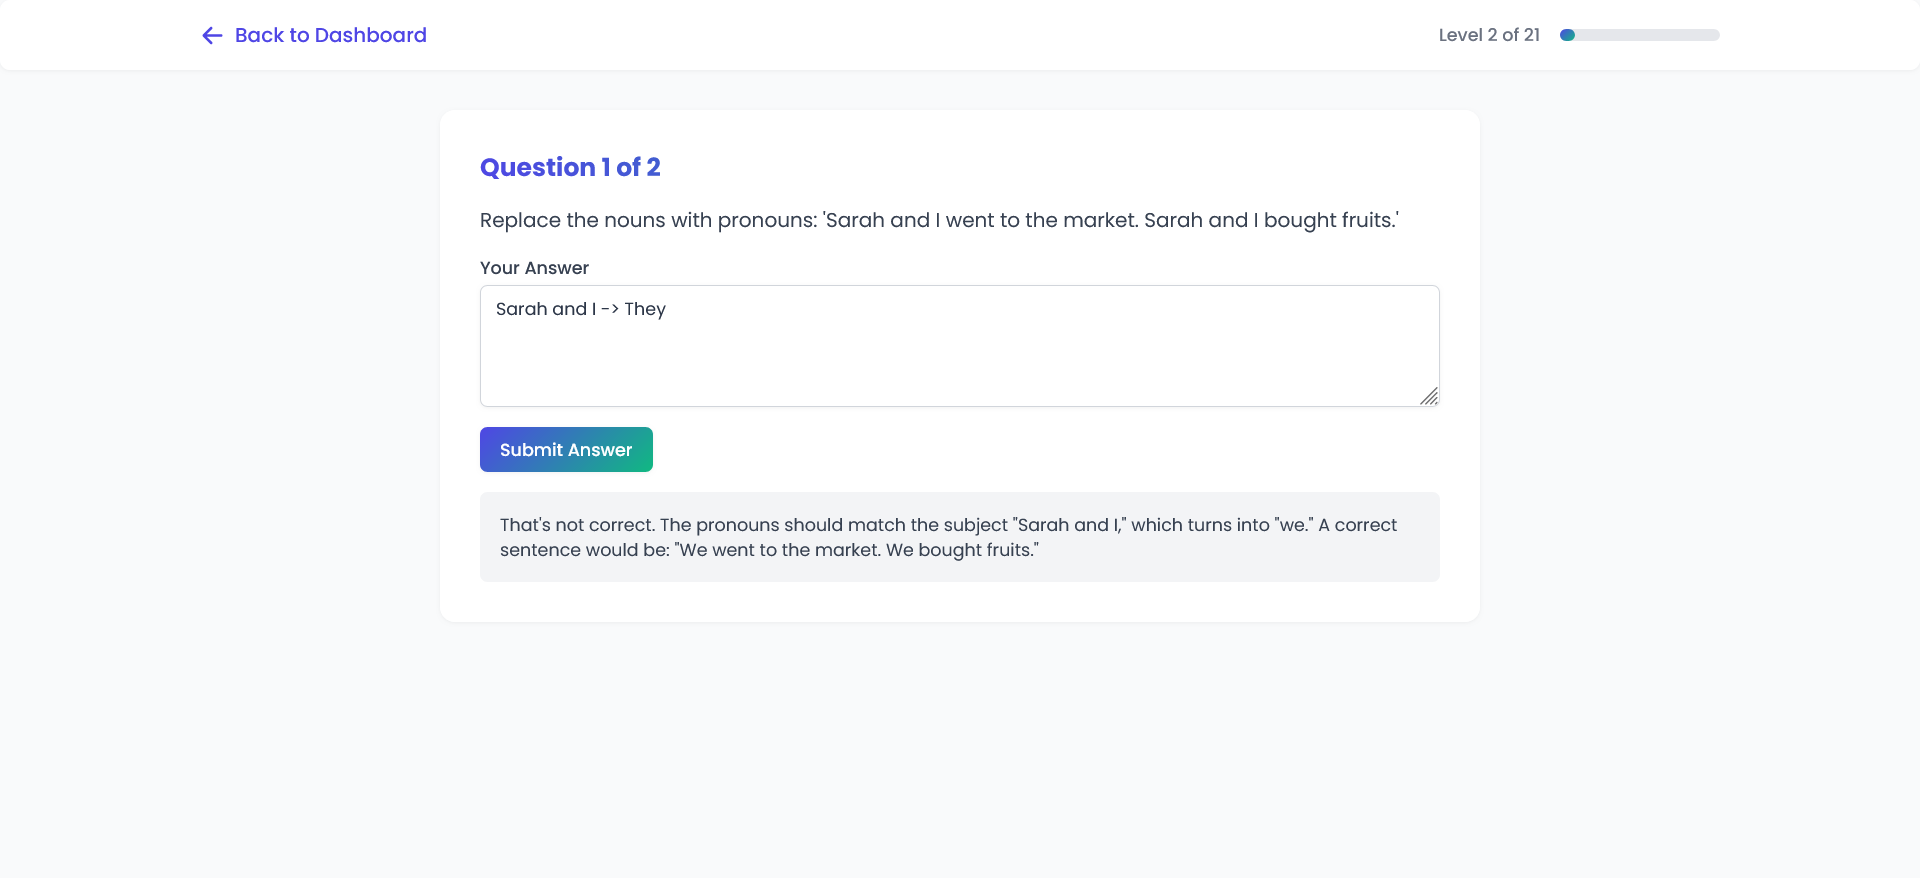 Back to Dashboard
Level 2 of 21
Question 1 of 2
Replace the nouns with pronouns: 'Sarah and I went to the market. Sarah and I bought fruits.'
Your Answer
Sarah and I -> They
Submit Answer
That's not correct. The pronouns should match the subject "Sarah and I," which turns into "we." A correct
sentence would be: "We went to the market. We bought fruits."